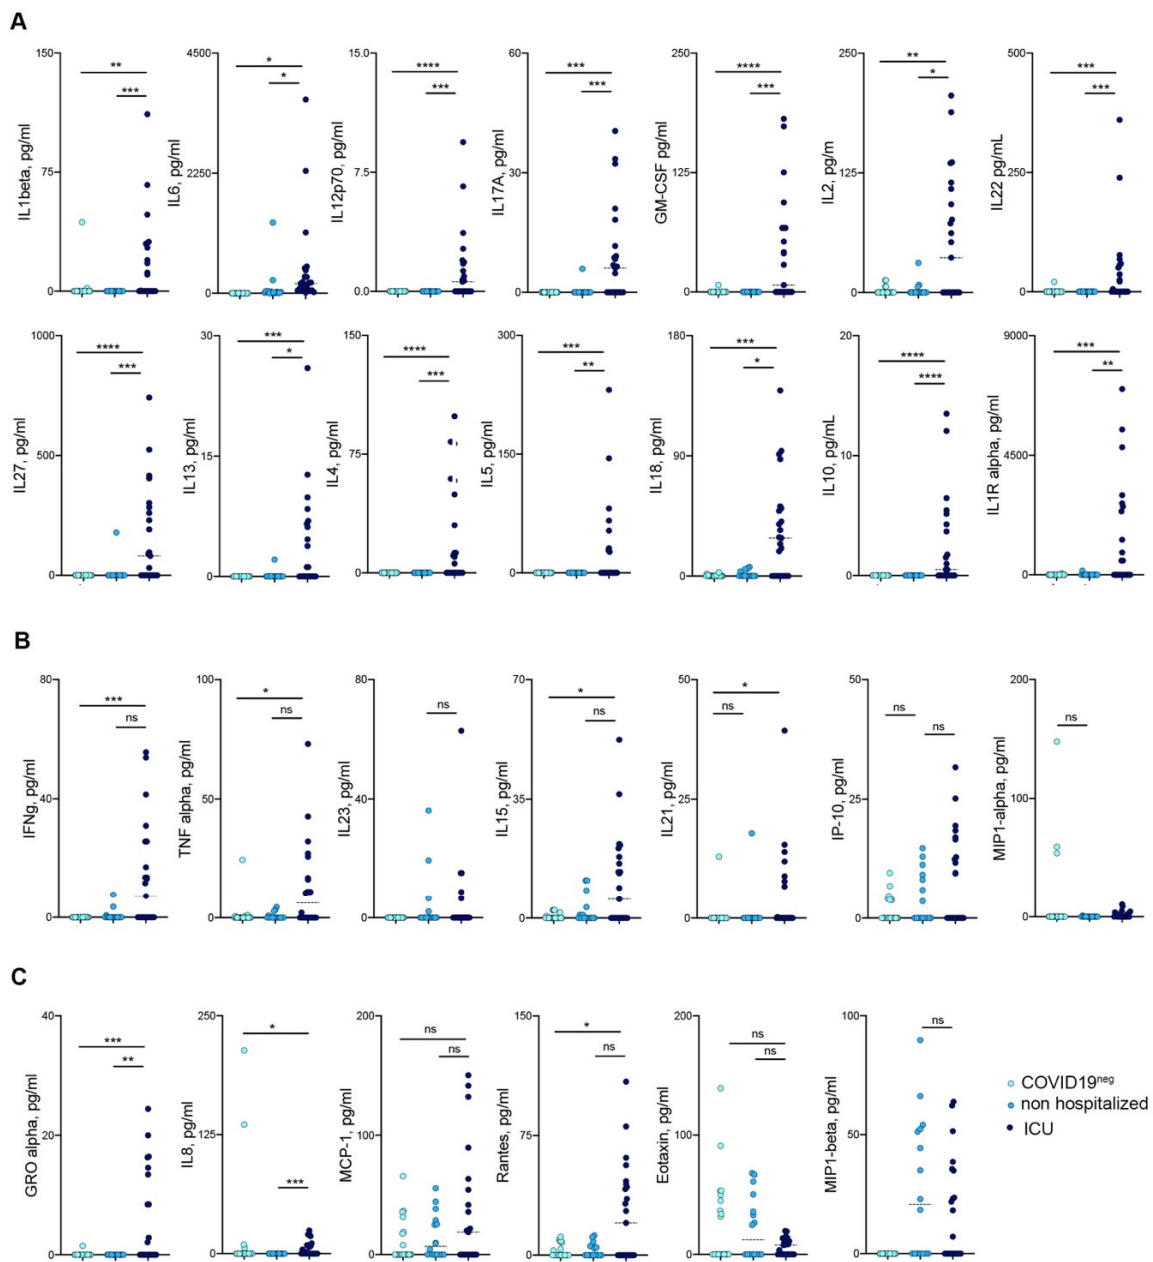 A
IL1beta, pg/ml
150
75
0
**
***
IL6, pg/ml
4500
2250
0
*
*
IL12p70, pg/ml
15.0
7.5
0.0
****
***
IL17A, pg/ml
60
30
0
***
***
GM-CSF pg/ml
250
125
0
****
***
IL2, pg/m
250
125
0
**
*
IL22 pg/mL
500
250
0
***
***
IL27, pg/ml
1000
500
0
****
***
IL13, pg/ml
30
15
0
***
*
IL4, pg/ml
150
75
0
****
***
IL5, pg/ml
300
150
0
***
**
IL18, pg/ml
180
90
0
***
*
IL10, pg/mL
20
10
0
****
****
IL1R alpha, pg/ml
9000
4500
0
***
**
B
IFNg, pg/ml
80
40
0
***
ns
TNF alpha, pg/ml
100
50
0
*
ns
IL23, pg/ml
80
40
0
ns
IL15, pg/ml
70
35
0
*
ns
IL21, pg/ml
50
25
0
*
ns
IP-10, pg/ml
50
25
0
ns
ns
MIP1-alpha, pg/ml
200
100
0
ns
C
GRO alpha, pg/ml
40
20
0
***
**
IL8, pg/ml
250
125
0
*
***
MCP-1, pg/ml
200
100
0
ns
ns
Rantes, pg/ml
150
75
0
*
ns
Eotaxin, pg/ml
200
100
0
ns
ns
MIP1-beta, pg/ml
100
50
0
ns
COVID19neg
non hospitalized
ICU